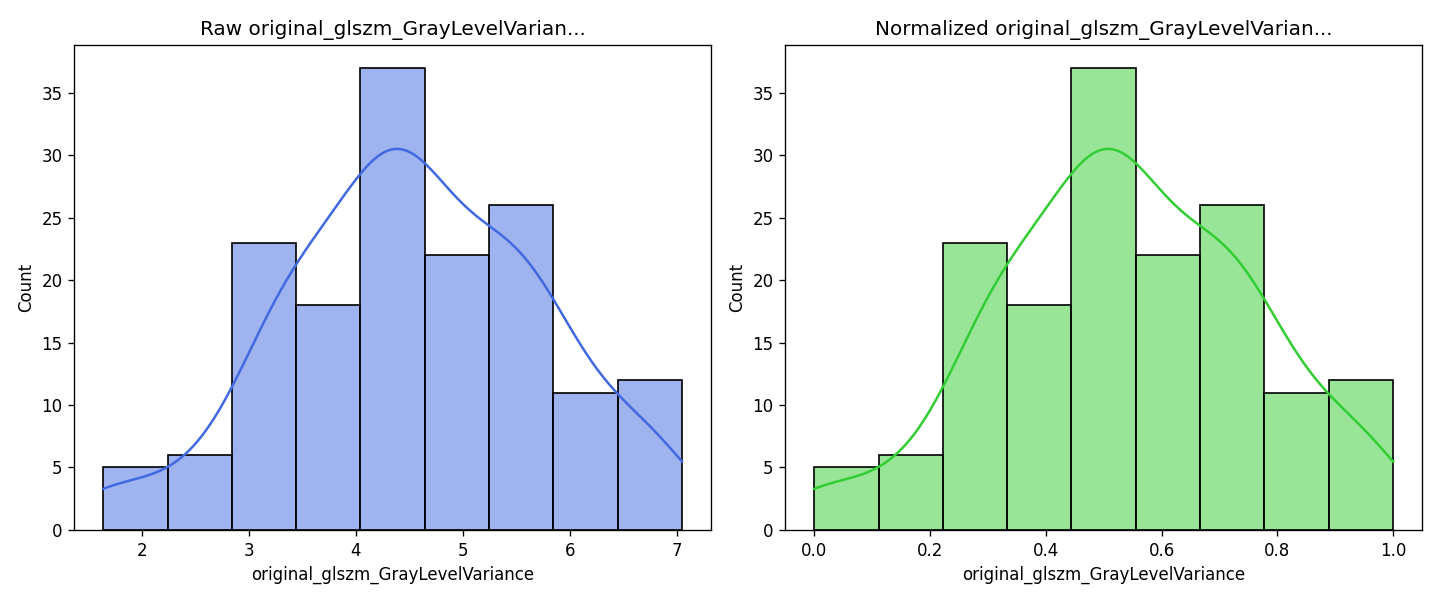 Raw original_glszm_GrayLevelVarian...
Count
35
30
25
20
15
10
5
0
2 3 4 5 6 7
original_glszm_GrayLevelVariance
Normalized original_glszm_GrayLevelVarian...
Count
35
30
25
20
15
10
5
0
0.0 0.2 0.4 0.6 0.8 1.0
original_glszm_GrayLevelVariance